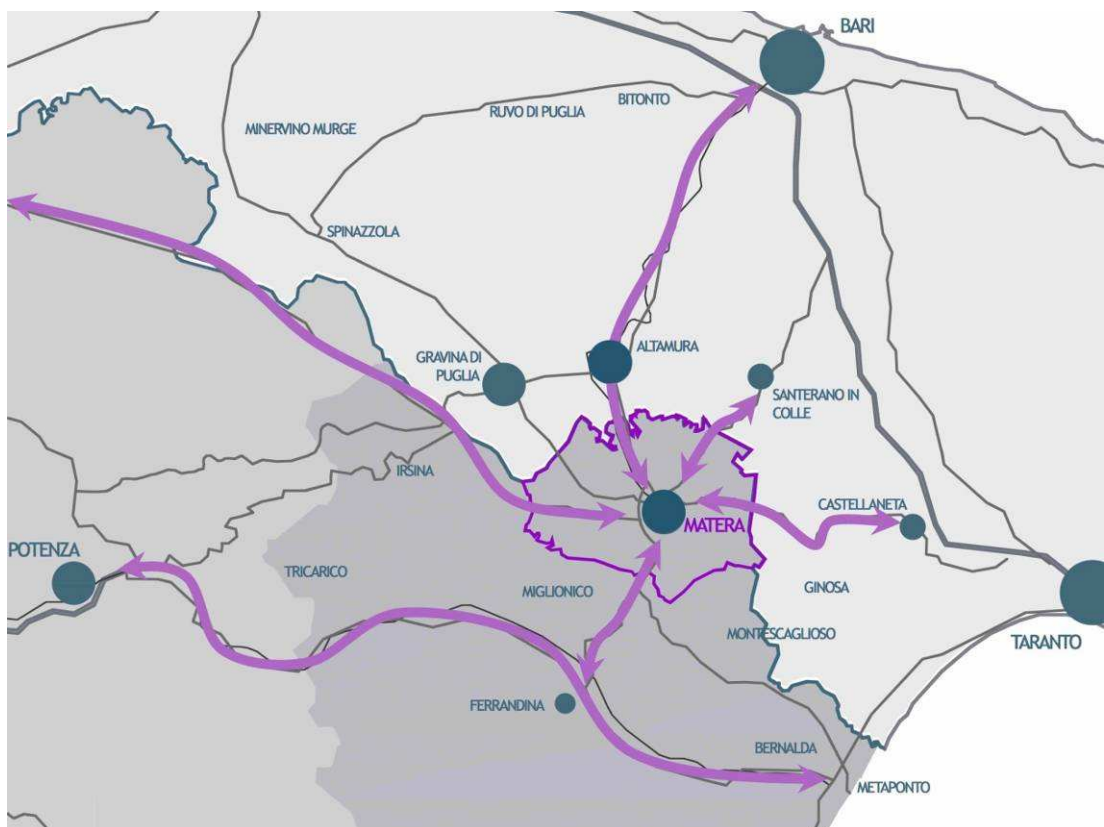 BARI
BITONTO
RUVO DI PUGLIA
MINERVINO MURGE
SPINAZZOLA
ALTAMURA
GRAVINA DI
PUGLIA
SANTERANO IN
COLLE
IRSINA
CASTELLANETA
MATERA
POTENZA
TRICARICO
MIGLIONICO
GINOSA
MONTESCAGLIOSO
TARANTO
FERRANDINA
BERNALDA
METAPONTO